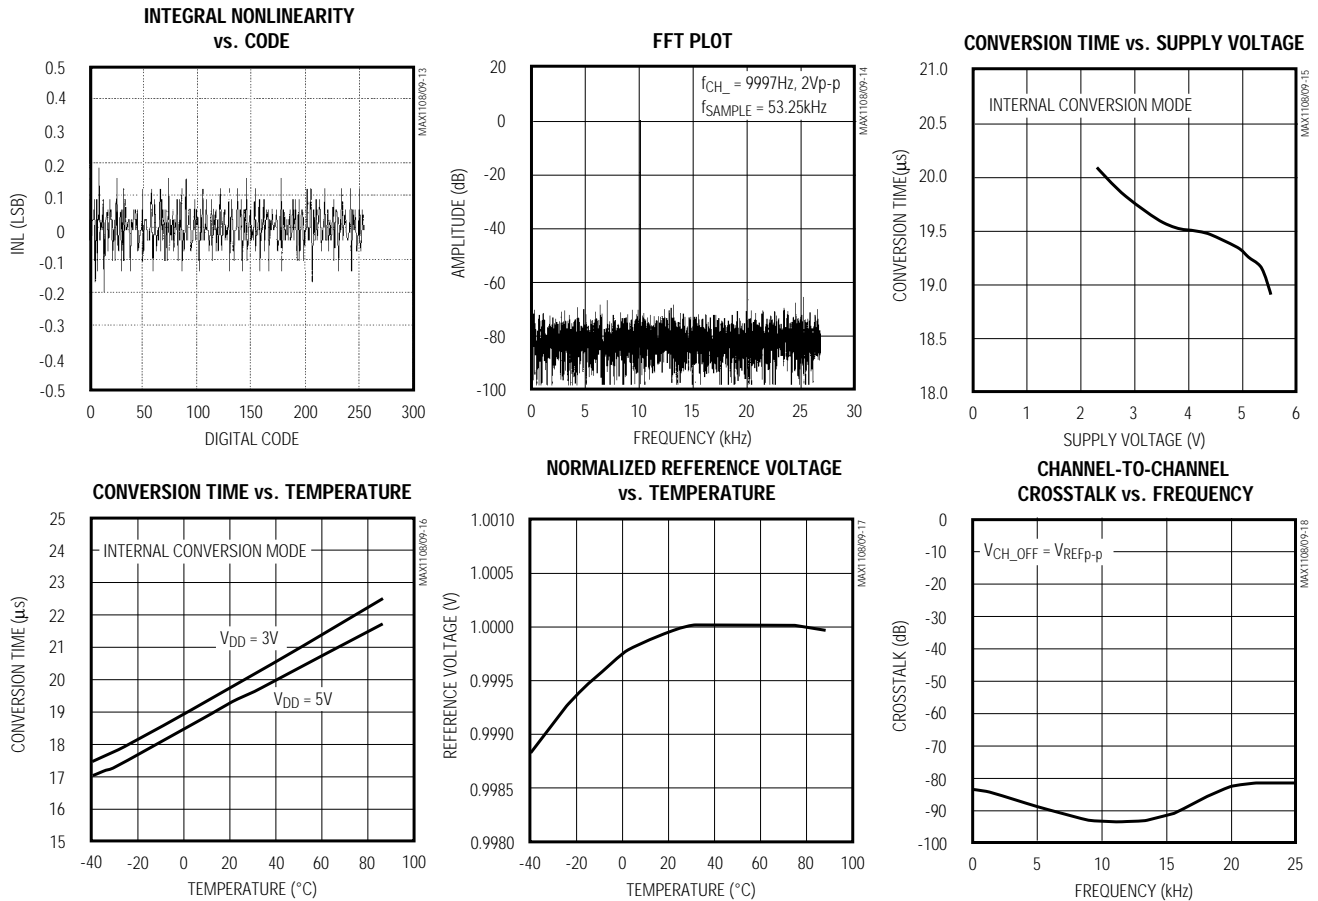 INTEGRAL NONLINEARITY
vs. CODE
0.5
0.4
0.3
0.2
0.1
0
-0.1
-0.2
-0.3
-0.4
-0.5
INL (LSB)
0 50 100 150 200 250 300
DIGITAL CODE
MAX1108/09-13
FFT PLOT
fCH_ = 9997Hz, 2Vp-p
fSAMPLE = 53.25kHz
20
0
-20
-40
-60
-80
-100
AMPLITUDE (dB)
0 5 10 15 20 25 30
FREQUENCY (kHz)
MAX1108/09-14
CONVERSION TIME vs. SUPPLY VOLTAGE
INTERNAL CONVERSION MODE
21.0
20.5
20.0
19.5
19.0
18.5
18.0
CONVERSION TIME(μs)
0 1 2 3 4 5 6
SUPPLY VOLTAGE (V)
MAX1108/09-15
CONVERSION TIME vs. TEMPERATURE
INTERNAL CONVERSION MODE
VDD = 3V
VDD = 5V
25
24
23
22
21
20
19
18
17
16
15
CONVERSION TIME (μs)
-40 -20 0 20 40 60 80 100
TEMPERATURE (°C)
MAX1108/09-16
NORMALIZED REFERENCE VOLTAGE
vs. TEMPERATURE
1.0010
1.0005
1.0000
0.9995
0.9990
0.9985
0.9980
REFERENCE VOLTAGE (V)
-40 -20 0 20 40 60 80 100
TEMPERATURE (°C)
MAX1108/09-17
CHANNEL-TO-CHANNEL
CROSSTALK vs. FREQUENCY
VCH_OFF = VREFp-p
0
-10
-20
-30
-40
-50
-60
-70
-80
-90
-100
CROSSTALK (dB)
0 5 10 15 20 25
FREQUENCY (kHz)
MAX1108/09-18